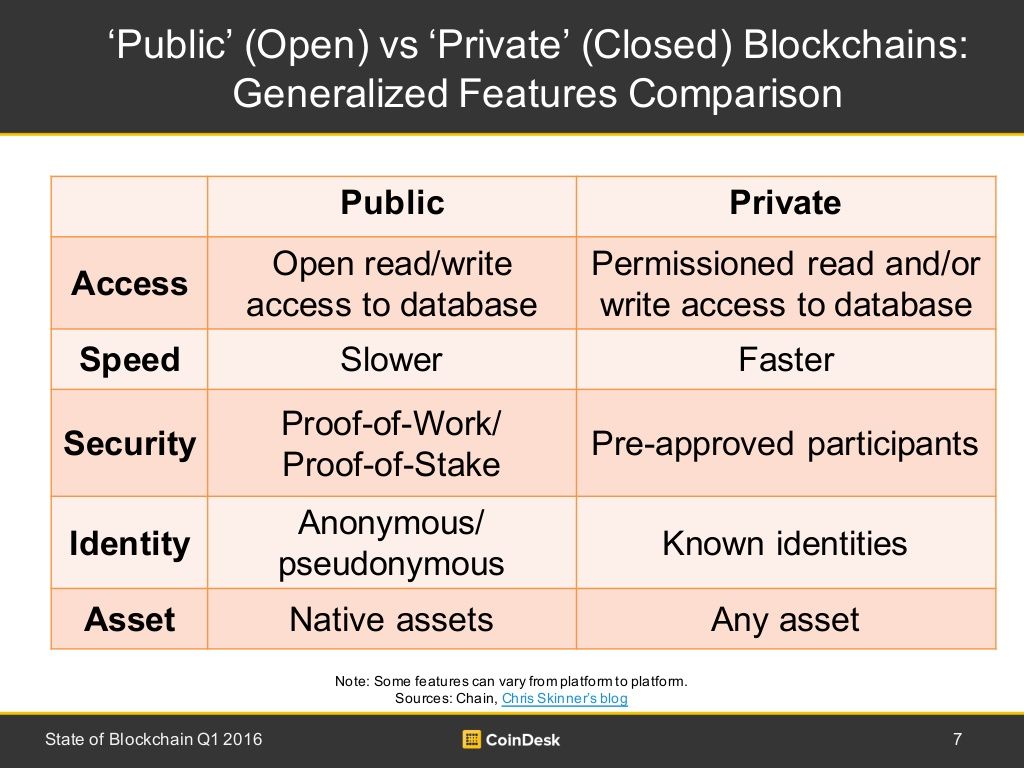 ‘Public’ (Open) vs ‘Private’ (Closed) Blockchains:
Generalized Features Comparison
Public
Private
Access
Open read/write
access to database
Permissioned read and/or
write access to database
Speed
Slower
Faster
Security
Proof-of-Work/
Proof-of-Stake
Pre-approved participants
Identity
Anonymous/
pseudonymous
Known identities
Asset
Native assets
Any asset
Note: Some features can vary from platform to platform.
Sources: Chain, Chris Skinner’s blog
State of Blockchain Q1 2016
CoinDesk
7